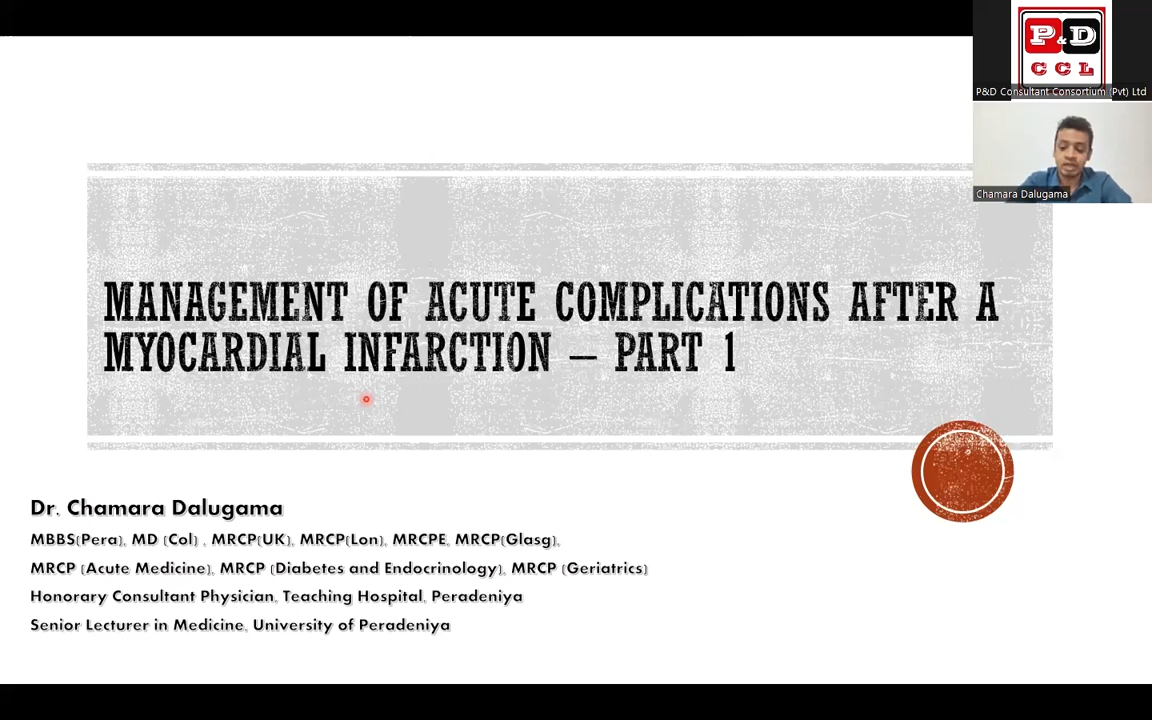 P&D
CCL
P&D Consultant Consortium (Pvt) Ltd
Chamara Dalugama
MANAGEMENT OF ACUTE COMPLICATIONS AFTER A
MYOCARDIAL INFARCTION – PART 1
Dr. Chamara Dalugama
MBBS(Pera), MD (Col) , MRCP(UK), MRCP(Lon), MRCPE, MRCP(Glasg),
MRCP (Acute Medicine), MRCP (Diabetes and Endocrinology), MRCP (Geriatrics)
Honorary Consultant Physician, Teaching Hospital, Peradeniya
Senior Lecturer in Medicine, University of Peradeniya